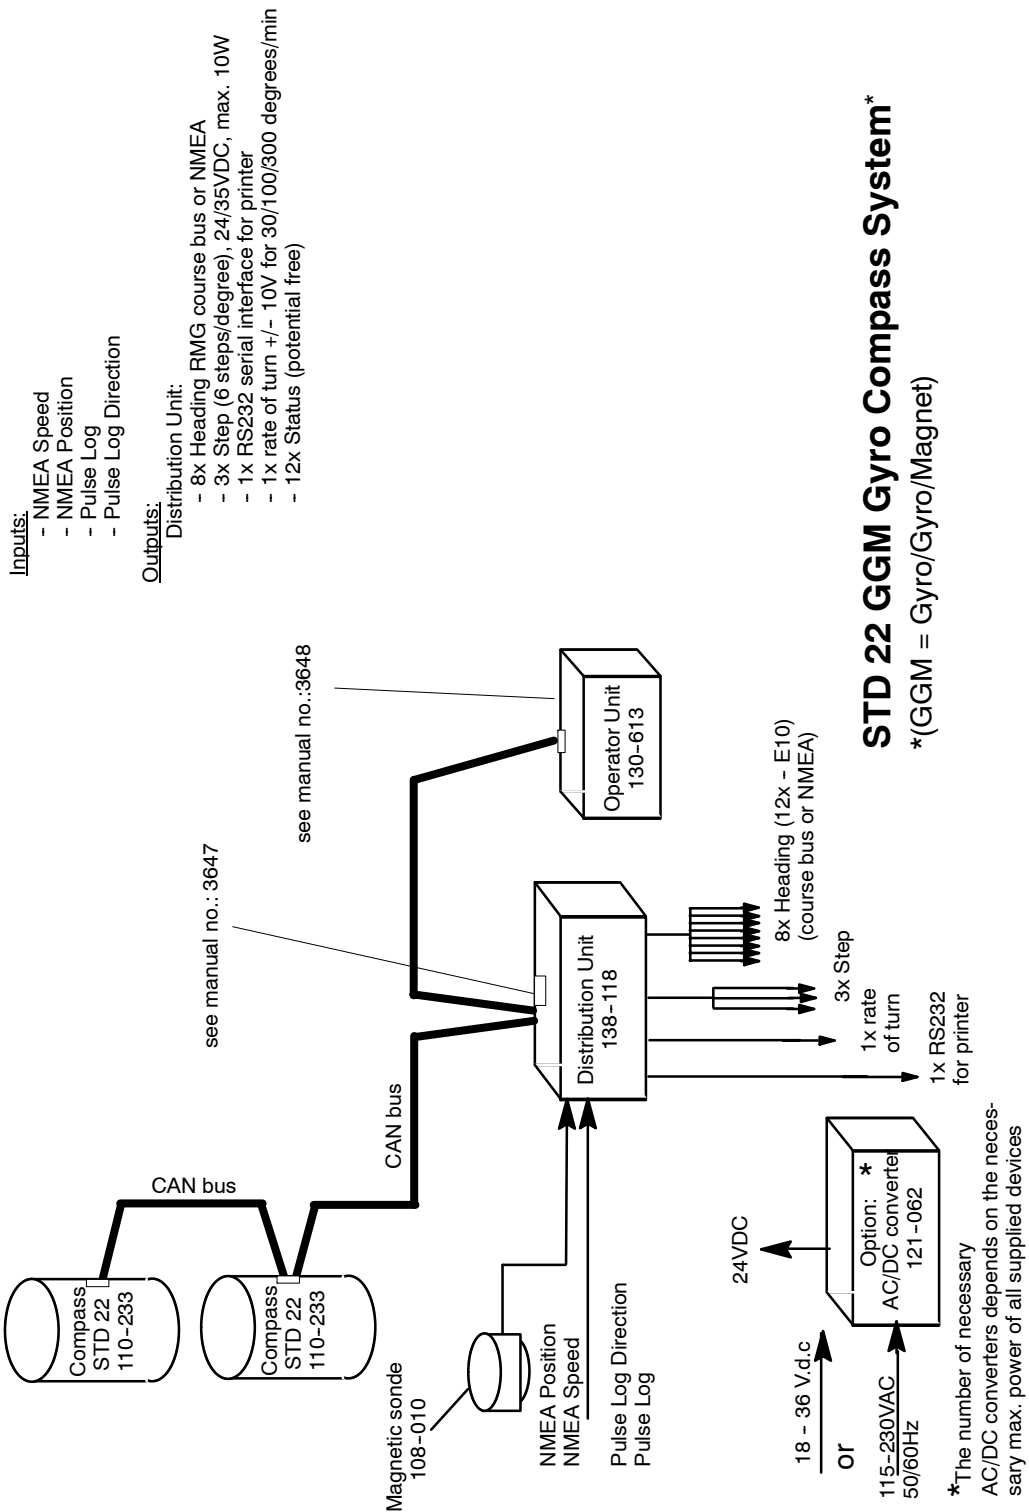 Inputs:
- NMEA Speed
- NMEA Position
- Pulse Log
- Pulse Log Direction
Outputs:
Distribution Unit:
- 8x Heading RMG course bus or NMEA
- 3x Step (6 steps/degree), 24/35VDC, max. 10W
- 1x RS232 serial interface for printer
- 1x rate of turn +/- 10V for 30/100/300 degrees/min
- 12x Status (potential free)
Compass
STD 22
110-233
CAN bus
Compass
STD 22
110-233
CAN bus
see manual no.: 3647
see manual no.:3648
Magnetic sonde
108-010
NMEA Position
NMEA Speed
Pulse Log Direction
Pulse Log
Distribution Unit
138-118
Operator Unit
130-613
8x Heading (12x - E10)
(course bus or NMEA)
3x Step
1x rate
of turn
1x RS232
for printer
24VDC
18 - 36 V.d.c
or
115-230VAC
50/60Hz
Option: *
AC/DC converter
121-062
*The number of necessary
AC/DC converters depends on the neces-
sary max. power of all supplied devices
STD 22 GGM Gyro Compass System*
*(GGM = Gyro/Gyro/Magnet)